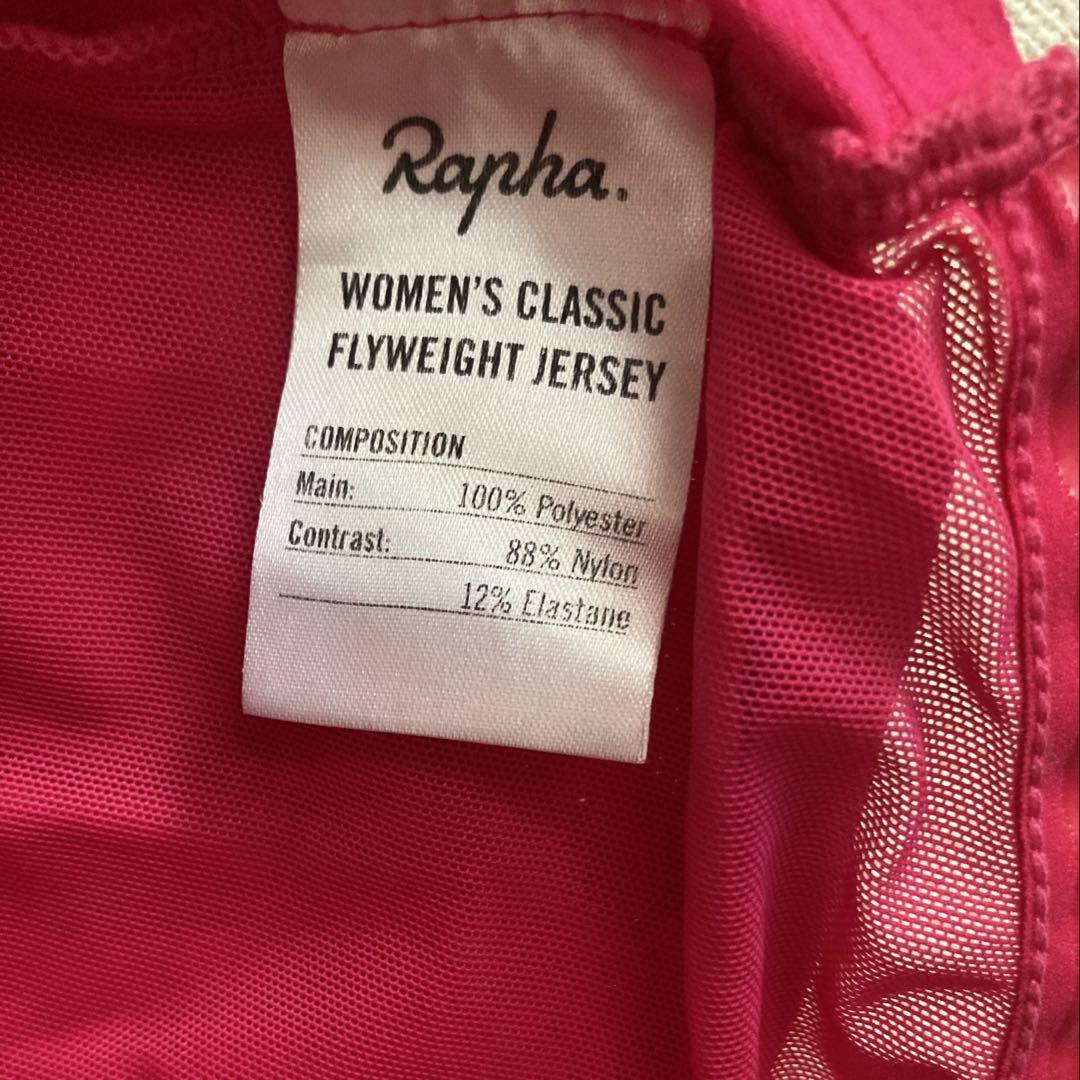 Rapha.
WOMEN'S CLASSIC
FLYWEIGHT JERSEY
COMPOSITION
Main: 100% Polyester
Contrast: 88% Nylon
12% Elastane